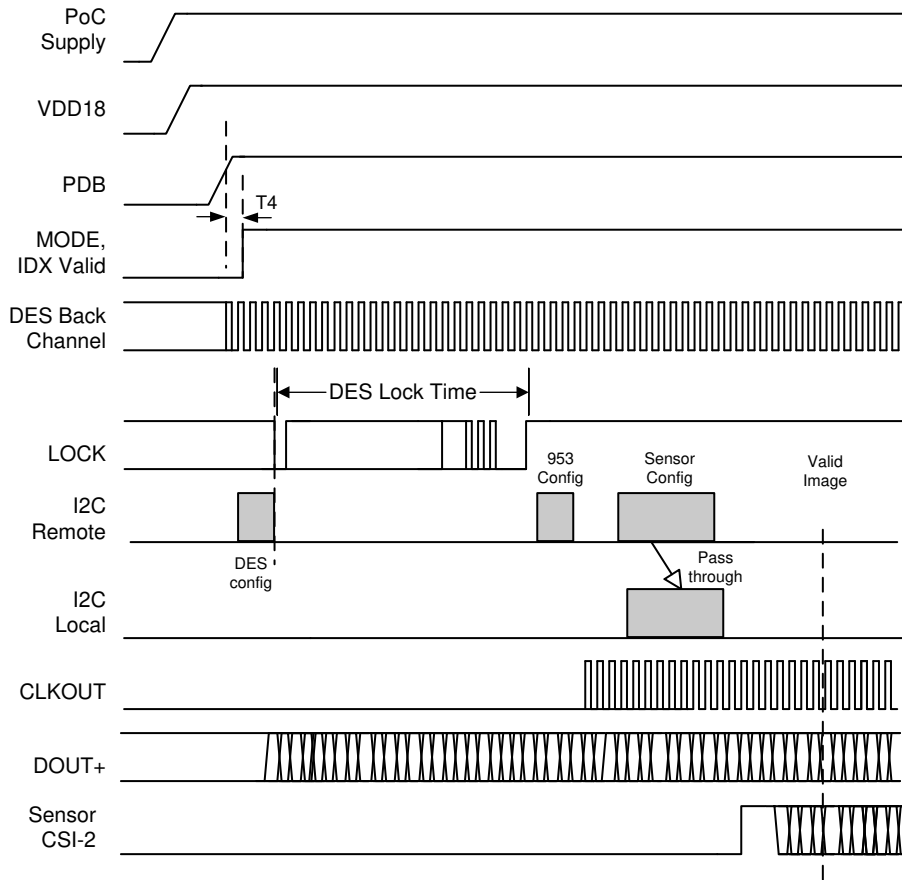 PoC
Supply
VDD18
PDB
T4
MODE,
IDX Valid
DES Back
Channel
DES Lock Time
LOCK
953
Config
Sensor
Config
Valid
Image
I2C
Remote
DES
config
Pass
through
I2C
Local
CLKOUT
DOUT+
Sensor
CSI-2